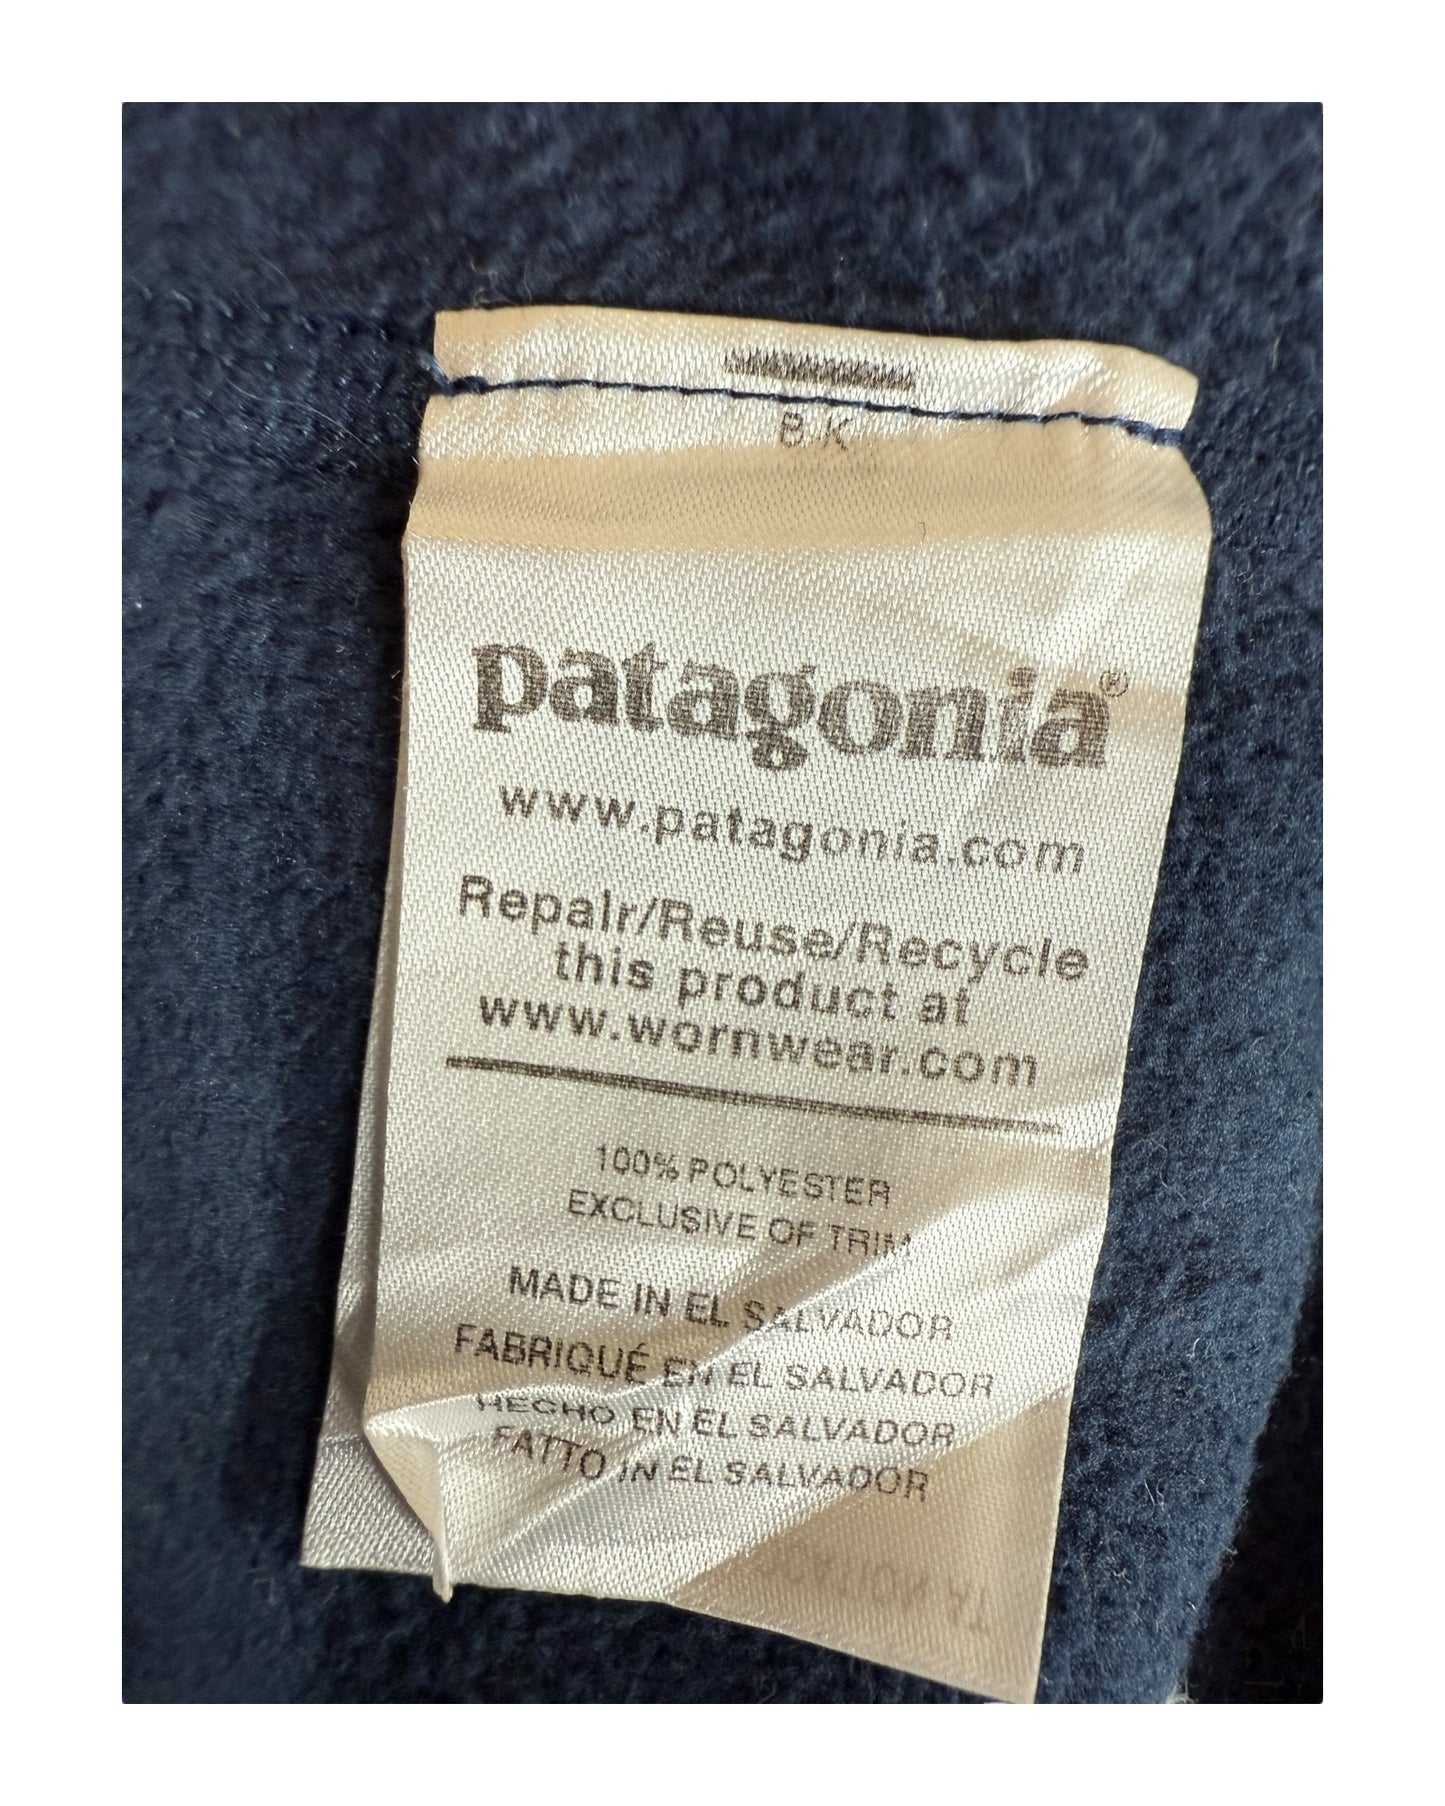 B-K
patagonia®
www.patagonia.com
Repair/Reuse/Recycle
this product at
www.wornwear.com
100% POLYESTER
EXCLUSIVE OF TRIM
MADE IN EL SALVADOR
FABRIQUÉ EN EL SALVADOR
HECHO EN EL SALVADOR
FATTO IN EL SALVADOR